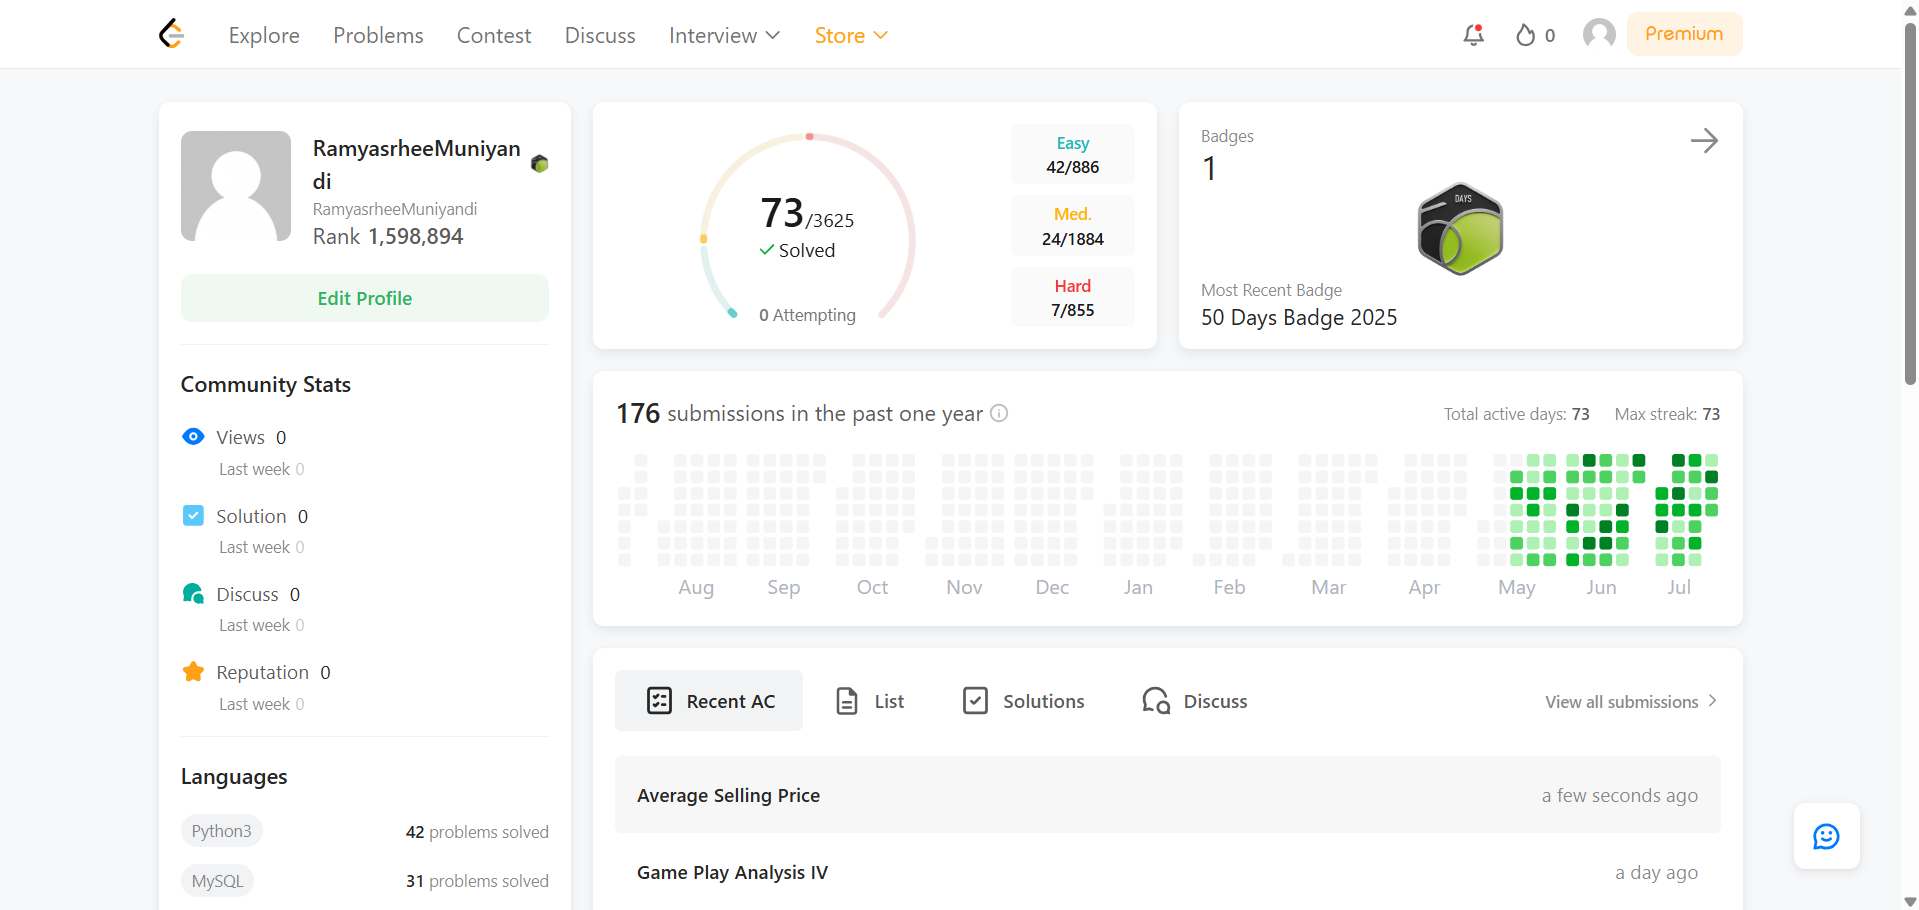 Explore Problems Contest Discuss Interview Store 0 Premium
RamyasrheeMuniyan
di
RamyasrheeMuniyandi
Rank 1,598,894
Edit Profile
Community Stats
Views 0
Last week 0
Solution 0
Last week 0
Discuss 0
Last week 0
Reputation 0
Last week 0
Languages
Python3 42 problems solved
MySQL 31 problems solved
73/3625
Solved
0 Attempting
Easy
42/886
Med.
24/1884
Hard
7/855
Badges
1
DAYS
Most Recent Badge
50 Days Badge 2025
176 submissions in the past one year Total active days: 73 Max streak: 73
Aug Sep Oct Nov Dec Jan Feb Mar Apr May Jun Jul
Recent AC List Solutions Discuss View all submissions
Average Selling Price a few seconds ago
Game Play Analysis IV a day ago